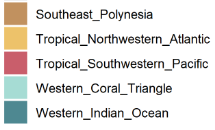 Southeast_Polynesia
Tropical_Northwestern_Atlantic
Tropical_Southwestern_Pacific
Western_Coral_Triangle
Western_Indian_Ocean